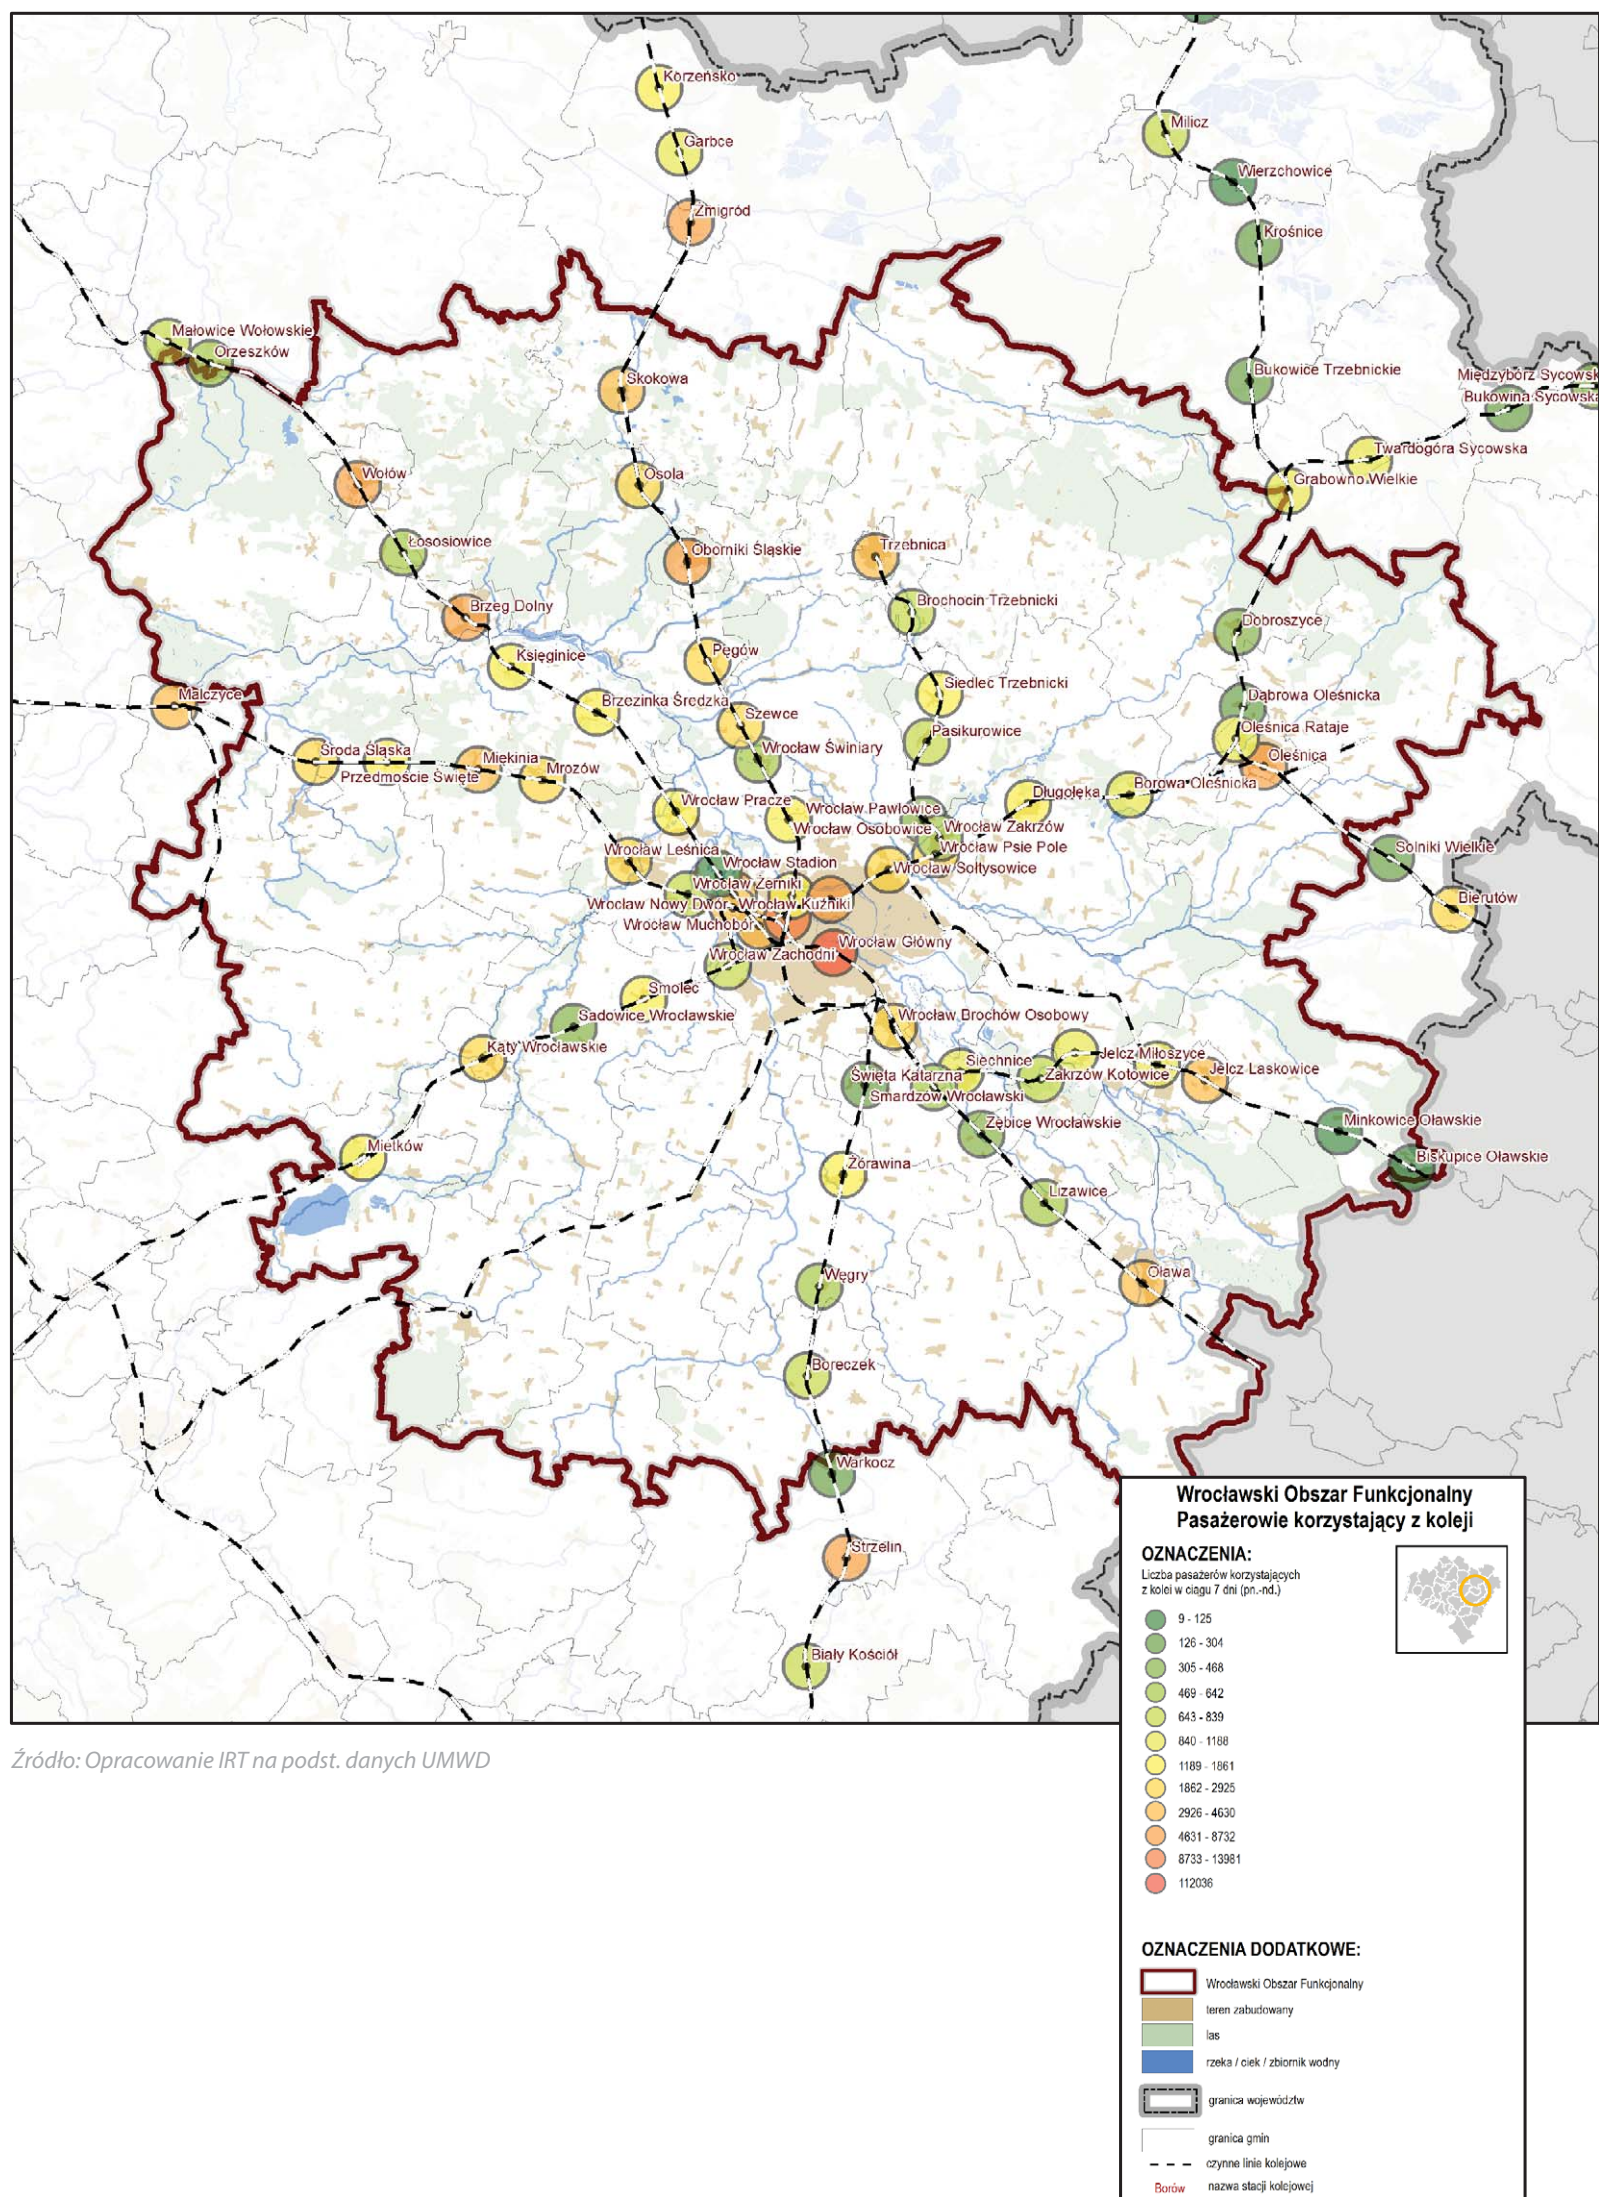 Korzeńsko
Garbce
Żmigród
Milicz
Wierzchowice
Krośnice
Małowice Wołowskie
Orzeszków
Bukowice Trzebnickie
Międzybórz Sycowsk
Bukowina Sycowska
Skokowa
Twardogóra Sycowska
Grabowno Wielkie
Wołów
Osola
Łososiowice
Oborniki Śląskie
Trzebnica
Brzeg Dolny
Brochocin Trzebnicki
Dobroszyce
Księginice
Pęgów
Siedlec Trzebnicki
Malczyce
Brzezinka Średzka
Dąbrowa Oleśnicka
Szewce
Pasikurowice
Oleśnica Rataje
Środa Śląska
Wrocław Świniary
Oleśnica
Przedmoście Święte
Miękinia
Mrozów
Długołęka
Borowa Oleśnicka
Wrocław Pracze
Wrocław Pawłowice
Wrocław Osobowice
Wrocław Zakrzów
Wrocław Leśnica
Wrocław Psie Pole
Solniki Wielkie
Wrocław Stadion
Wrocław Sołtysowice
Wrocław Żerniki
Bierutów
Wrocław Nowy Dwór
Wrocław Kuźniki
Wrocław Muchobór
Wrocław Główny
Wrocław Zachodni
Smolec
Sadowice Wrocławskie
Wrocław Brochów Osobowy
Kąty Wrocławskie
Siechnice
Jelcz Miłoszyce
Święta Katarzna
Zakrzów Kotowice
Jelcz Laskowice
Smardzów Wrocławski
Zębice Wrocławskie
Minkowice Oławskie
Mietków
Biskupice Oławskie
Żórawina
Lizawice
Węgry
Oława
Boreczek
Warkocz
Strzelin
Biały Kościół
Wrocławski Obszar Funkcjonalny
Pasażerowie korzystający z koleji
OZNACZENIA:
Liczba pasażerów korzystających
z kolei w ciągu 7 dni (pn.-nd.)
9 - 125
126 - 304
305 - 468
469 - 642
643 - 839
840 - 1188
1189 - 1861
1862 - 2925
2926 - 4630
4631 - 8732
8733 - 13981
112036
OZNACZENIA DODATKOWE:
Wrocławski Obszar Funkcjonalny
teren zabudowany
las
rzeka / ciek / zbiornik wodny
granica województw
granica gmin
czynne linie kolejowe
Borów nazwa stacji kolejowej
Źródło: Opracowanie IRT na podst. danych UMWD